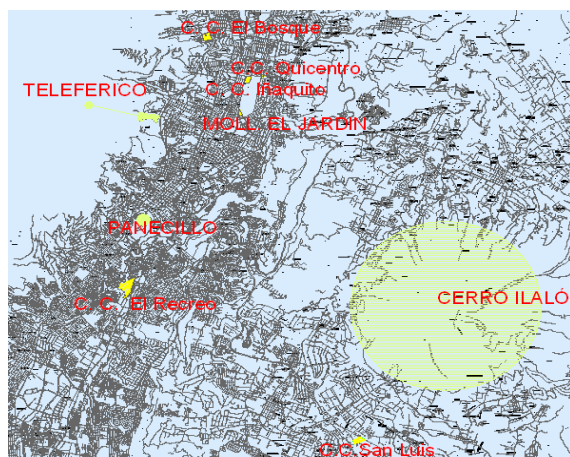 C. C. El Bosque
C.C. Quicentro
TELEFERICO
C. C. Iñaquito
MOLL. EL JARDIN
PANECILLO
CERRO ILALÓ
C. C. El Recreo
C.C.San Luis